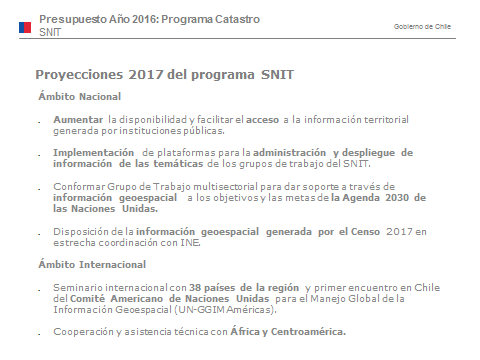 Presupuesto Año 2016: Programa Catastro
SNIT
Gobierno de Chile
Proyecciones 2017 del programa SNIT
Ámbito Nacional
. Aumentar la disponibilidad y facilitar el acceso a la información territorial
generada por instituciones públicas.
. Implementación de plataformas para la administración y despliegue de
información de las temáticas de los grupos de trabajo del SNIT.
. Conformar Grupo de Trabajo multisectorial para dar soporte a través de
información geoespacial a los objetivos y las metas de la Agenda 2030 de
las Naciones Unidas.
. Disposición de la información geoespacial generada por el Censo 2017 en
estrecha coordinación con INE.
Ámbito Internacional
. Seminario internacional con 38 países de la región y primer encuentro en Chile
del Comité Americano de Naciones Unidas para el Manejo Global de la
Información Geoespacial (UN-GGIM Américas).
. Cooperación y asistencia técnica con África y Centroamérica.